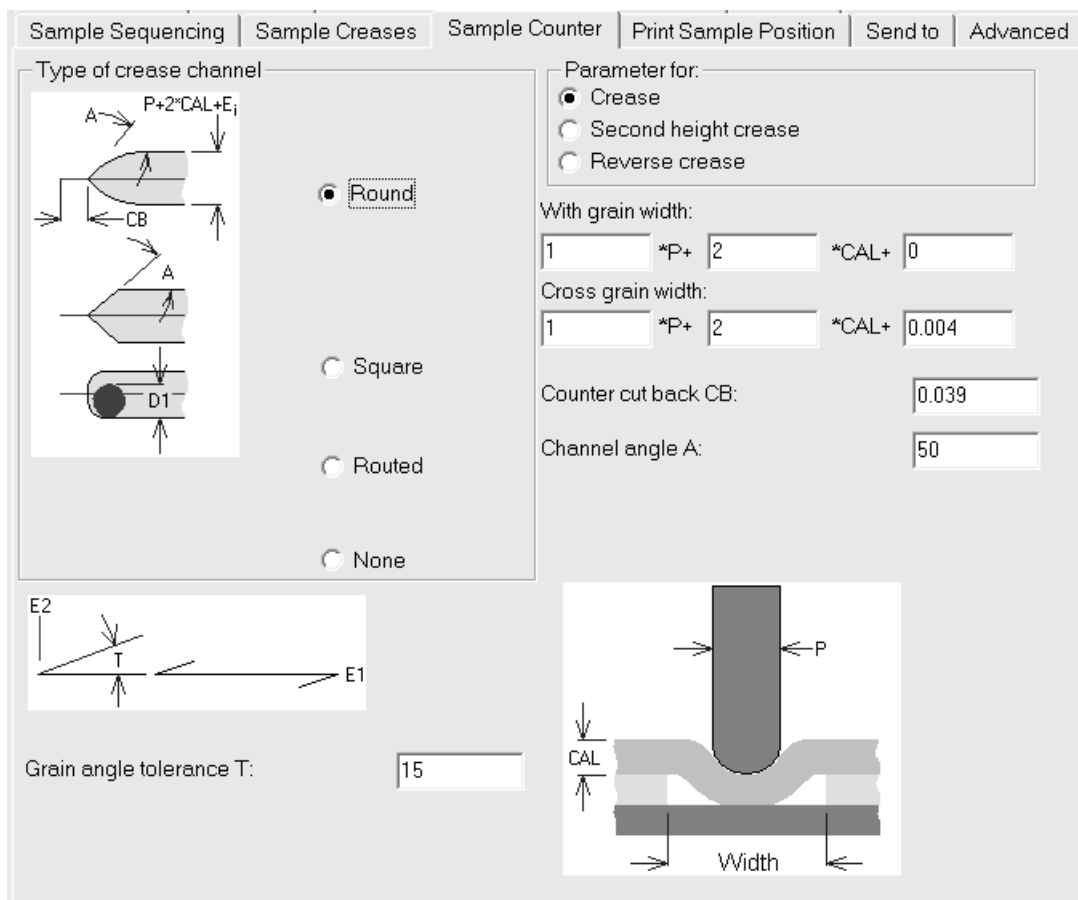 Sample Sequencing Sample Creases Sample Counter Print Sample Position Send to Advanced
Type of crease channel
A
P+2*CAL+Ei
CB
A
D1
Round
Square
Routed
None
Parameter for:
Crease
Second height crease
Reverse crease
With grain width:
1 *P+ 2 *CAL+ 0
Cross grain width:
1 *P+ 2 *CAL+ 0.004
Counter cut back CB: 0.039
Channel angle A: 50
E2
T
E1
Grain angle tolerance T: 15
P
CAL
Width